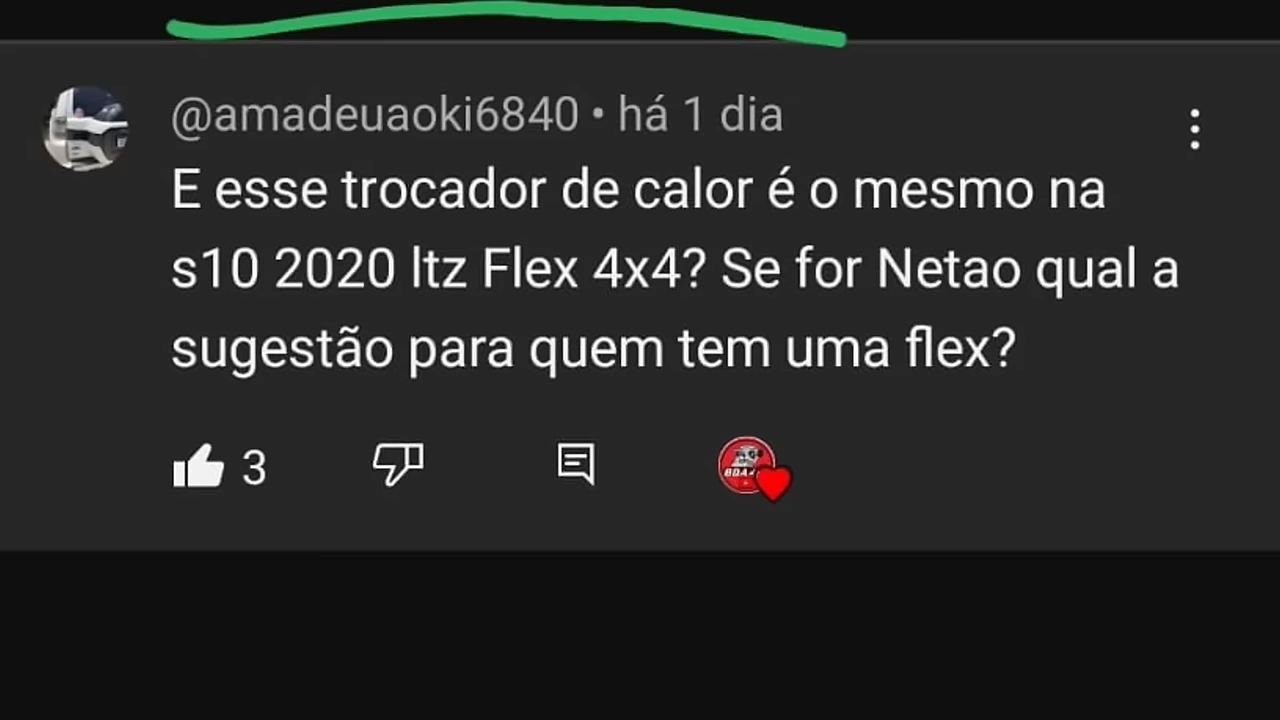 @amadeuaoki6840 • há 1 dia
E esse trocador de calor é o mesmo na
s10 2020 ltz Flex 4x4? Se for Netao qual a
sugestão para quem tem uma flex?
3